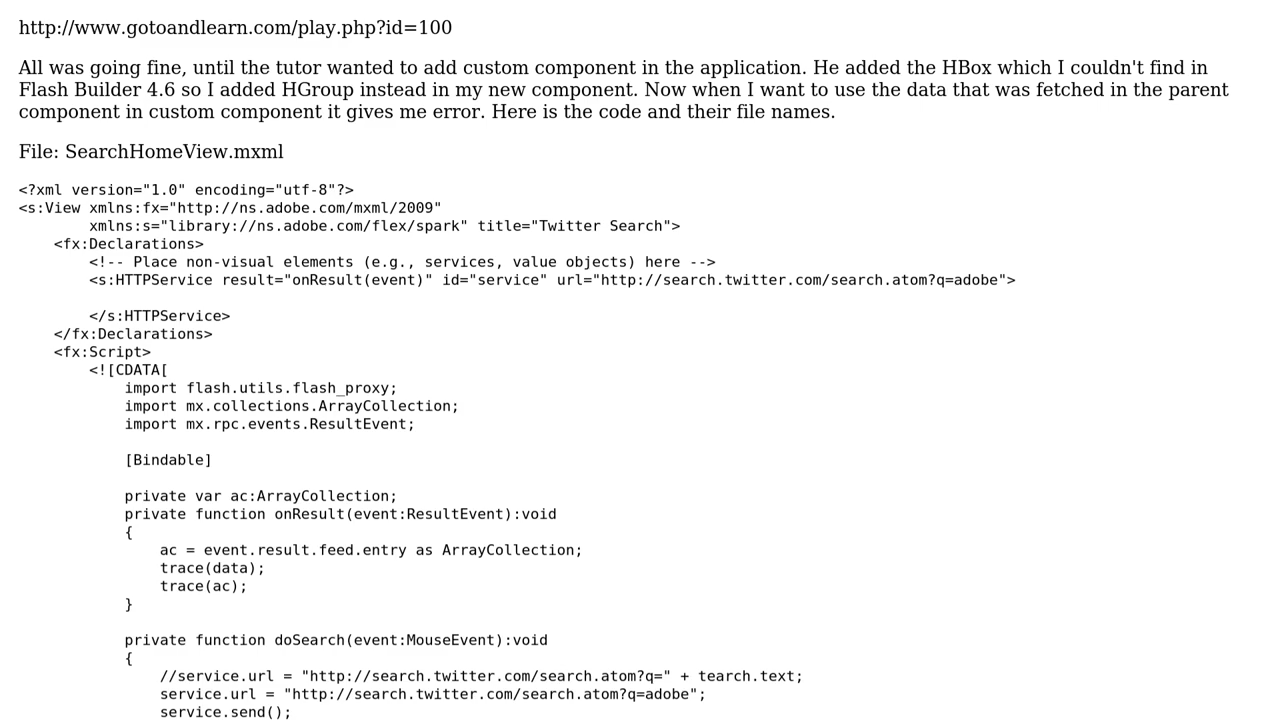 http://www.gotoandlearn.com/play.php?id=100
All was going fine, until the tutor wanted to add custom component in the application. He added the HBox which I couldn't find in
Flash Builder 4.6 so I added HGroup instead in my new component. Now when I want to use the data that was fetched in the parent
component in custom component it gives me error. Here is the code and their file names.
File: SearchHomeView.mxml
<?xml version="1.0" encoding="utf-8"?>
<s:View xmlns:fx="http://ns.adobe.com/mxml/2009"
        xmlns:s="library://ns.adobe.com/flex/spark" title="Twitter Search">
    <fx:Declarations>
        <!-- Place non-visual elements (e.g., services, value objects) here -->
        <s:HTTPService result="onResult(event)" id="service" url="http://search.twitter.com/search.atom?q=adobe">
        </s:HTTPService>
    </fx:Declarations>
    <fx:Script>
        <![CDATA[
            import flash.utils.flash_proxy;
            import mx.collections.ArrayCollection;
            import mx.rpc.events.ResultEvent;
            [Bindable]
            private var ac:ArrayCollection;
            private function onResult(event:ResultEvent):void
            {
                ac = event.result.feed.entry as ArrayCollection;
                trace(data);
                trace(ac);
            }
            private function doSearch(event:MouseEvent):void
            {
                //service.url = "http://search.twitter.com/search.atom?q=" + tearch.text;
                service.url = "http://search.twitter.com/search.atom?q=adobe";
                service.send();